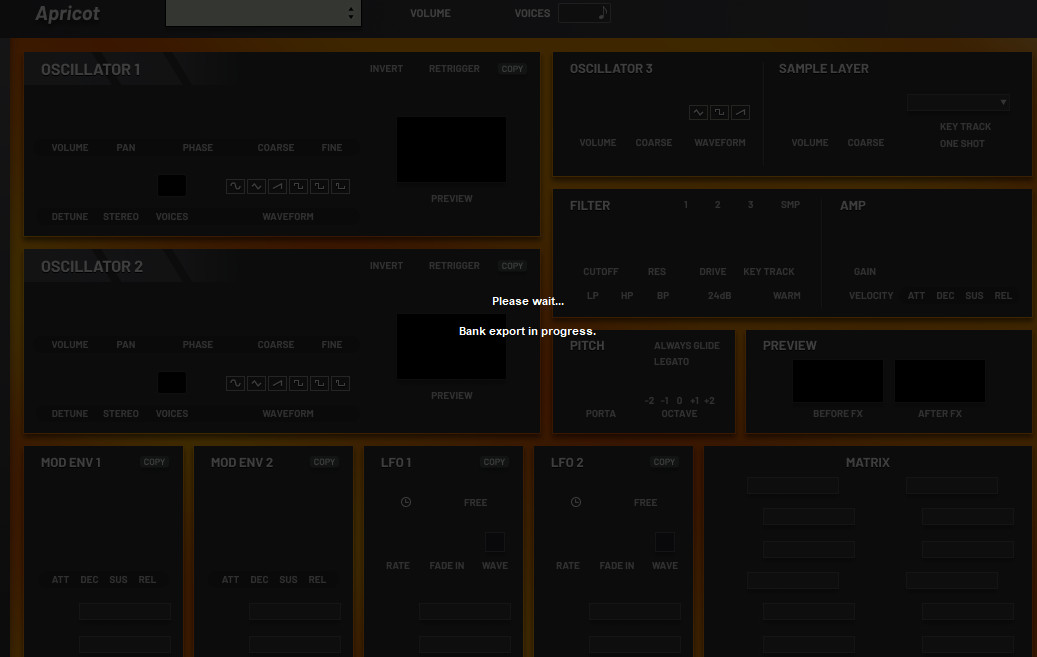 Apricot
VOLUME VOICES
OSCILLATOR 1 INVERT RETRIGGER COPY
VOLUME PAN PHASE COARSE FINE
DETUNE STEREO VOICES WAVEFORM
PREVIEW
OSCILLATOR 3
VOLUME COARSE WAVEFORM
SAMPLE LAYER
VOLUME COARSE
KEY TRACK
ONE SHOT
OSCILLATOR 2 INVERT RETRIGGER COPY
VOLUME PAN PHASE COARSE FINE
DETUNE STEREO VOICES WAVEFORM
PREVIEW
FILTER 1 2 3 SMP
CUTOFF RES DRIVE KEY TRACK
LP HP BP 24dB WARM
AMP
GAIN
VELOCITY ATT DEC SUS REL
Please wait...
Bank export in progress.
PITCH ALWAYS GLIDE
LEGATO
-2 -1 0 +1 +2
PORTA OCTAVE
PREVIEW
BEFORE FX AFTER FX
MOD ENV 1 COPY
ATT DEC SUS REL
MOD ENV 2 COPY
ATT DEC SUS REL
LFO 1 COPY
FREE
RATE FADE IN WAVE
LFO 2 COPY
FREE
RATE FADE IN WAVE
MATRIX